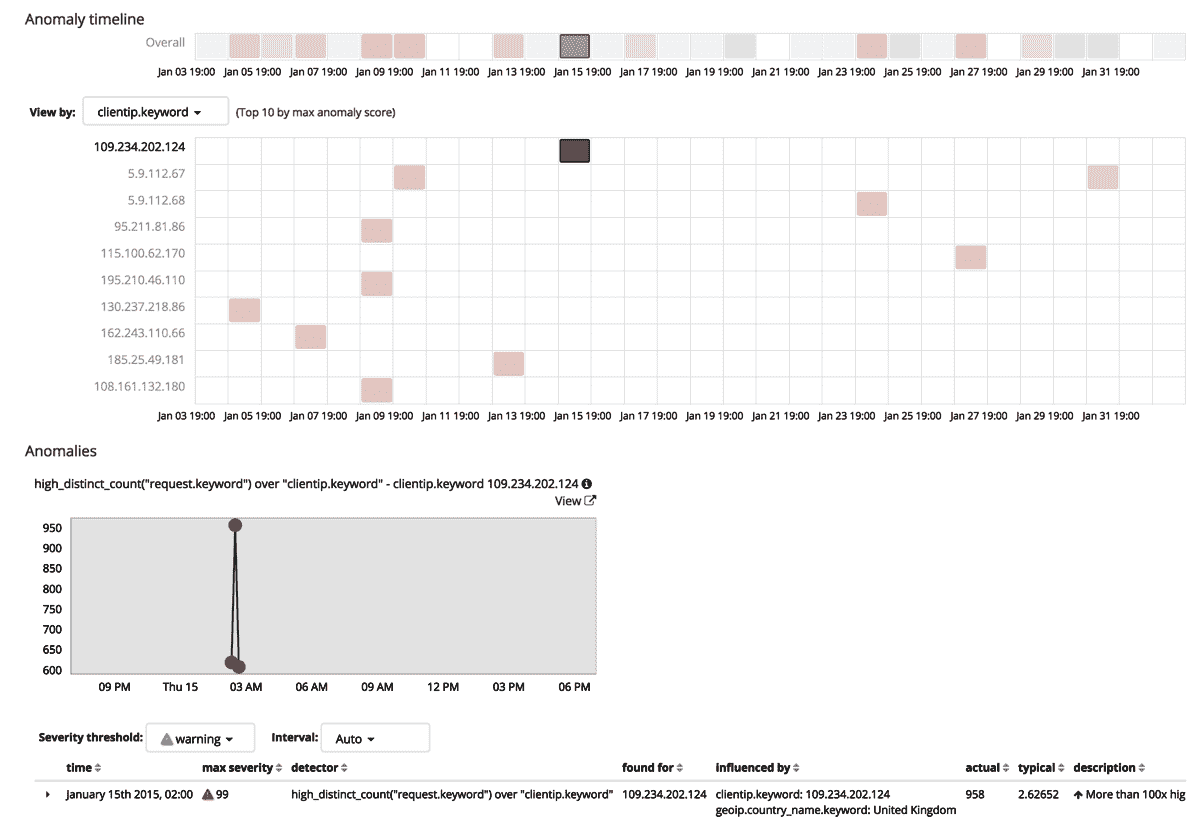 Anomaly timeline
Overall
Jan 03 19:00 Jan 05 19:00 Jan 07 19:00 Jan 09 19:00 Jan 11 19:00 Jan 13 19:00 Jan 15 19:00 Jan 17 19:00 Jan 19 19:00 Jan 21 19:00 Jan 23 19:00 Jan 25 19:00 Jan 27 19:00 Jan 29 19:00 Jan 31 19:00
View by: clientip.keyword (Top 10 by max anomaly score)
109.234.202.124
5.9.112.67
5.9.112.68
95.211.81.86
115.100.62.170
195.210.46.110
130.237.218.86
162.243.110.66
185.25.49.181
108.161.132.180
Jan 03 19:00 Jan 05 19:00 Jan 07 19:00 Jan 09 19:00 Jan 11 19:00 Jan 13 19:00 Jan 15 19:00 Jan 17 19:00 Jan 19 19:00 Jan 21 19:00 Jan 23 19:00 Jan 25 19:00 Jan 27 19:00 Jan 29 19:00 Jan 31 19:00
Anomalies
high_distinct_count("request.keyword") over "clientip.keyword" - clientip.keyword 109.234.202.124
View
950
900
850
800
750
700
650
600
09 PM Thu 15 03 AM 06 AM 09 AM 12 PM 03 PM 06 PM
Severity threshold: warning Interval: Auto
time max severity detector found for influenced by actual typical description
January 15th 2015, 02:00 99 high_distinct_count("request.keyword") over "clientip.keyword" 109.234.202.124 clientip.keyword: 109.234.202.124 958 2.62652 More than 100x hig
geoip.country_name.keyword: United Kingdom